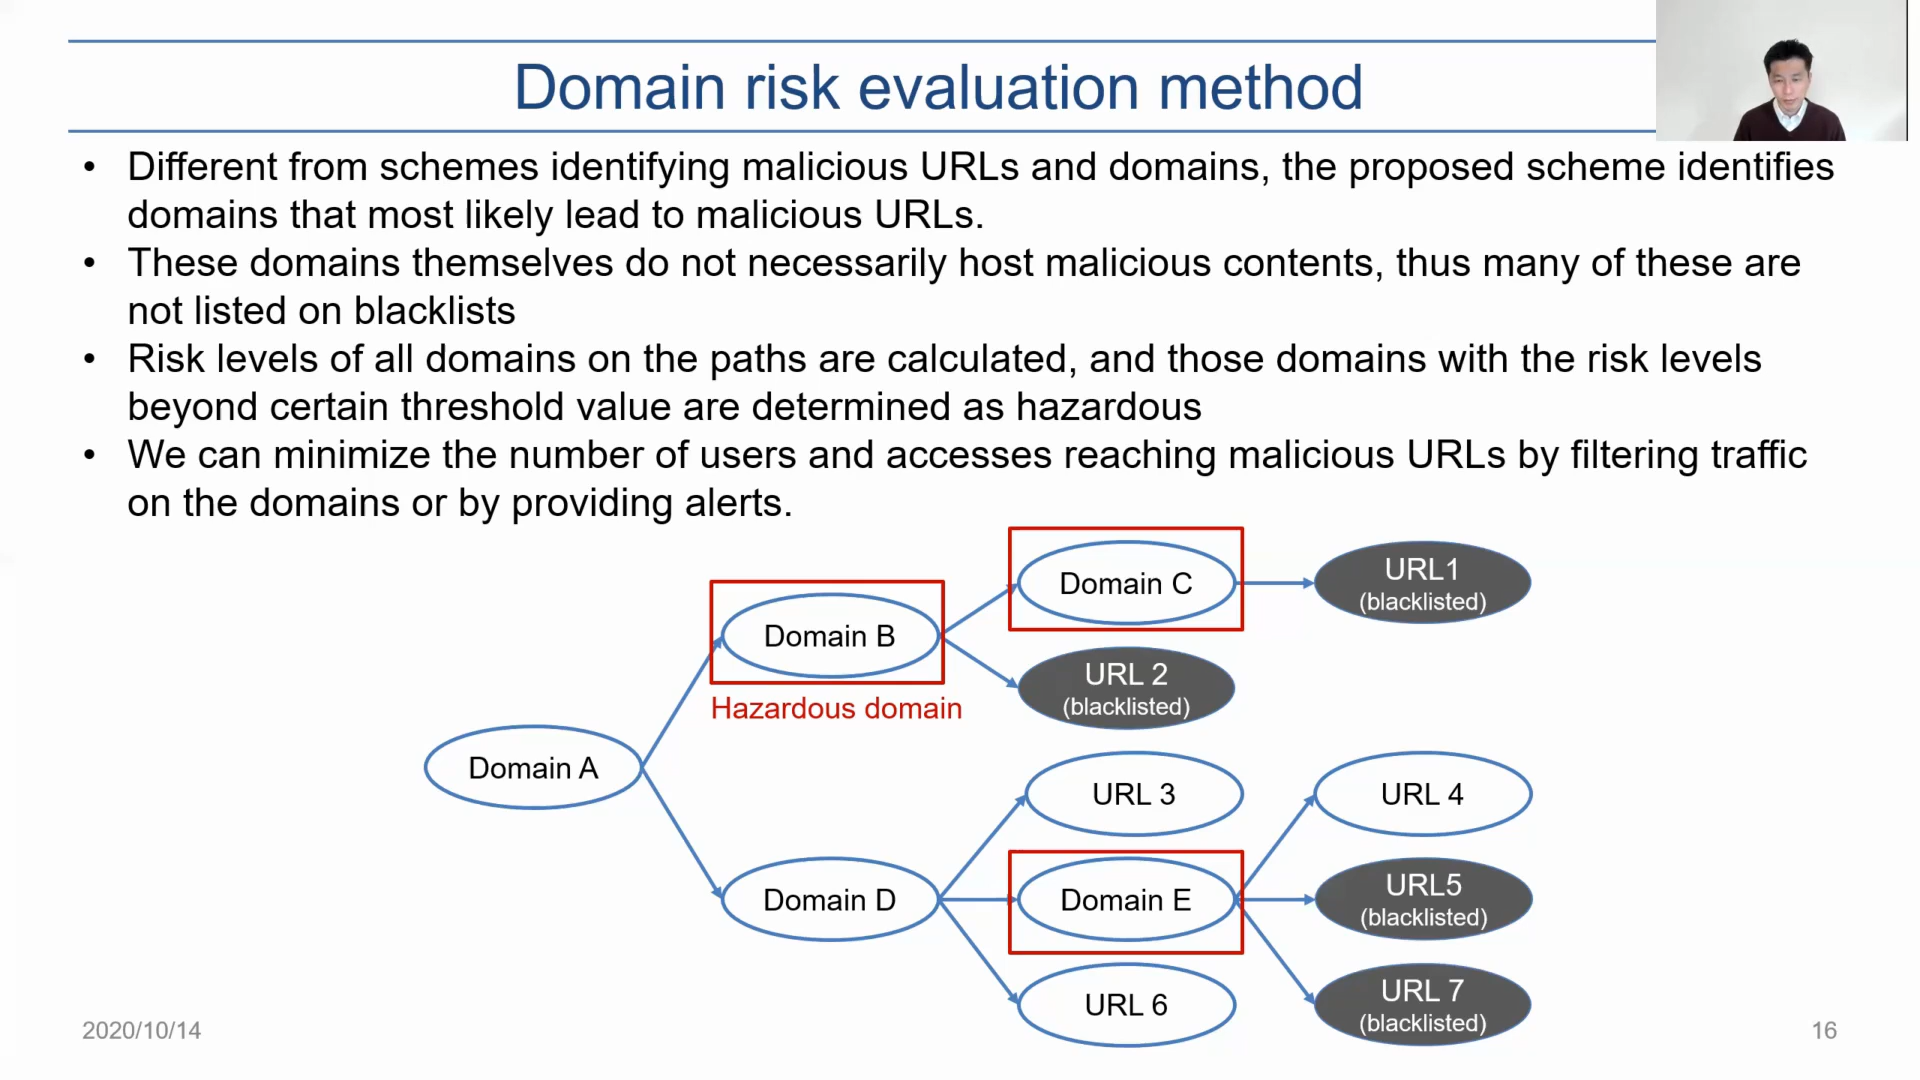 Domain risk evaluation method
• Different from schemes identifying malicious URLs and domains, the proposed scheme identifies
domains that most likely lead to malicious URLs.
• These domains themselves do not necessarily host malicious contents, thus many of these are
not listed on blacklists
• Risk levels of all domains on the paths are calculated, and those domains with the risk levels
beyond certain threshold value are determined as hazardous
• We can minimize the number of users and accesses reaching malicious URLs by filtering traffic
on the domains or by providing alerts.
Domain C
URL1
(blacklisted)
Domain B
URL 2
(blacklisted)
Hazardous domain
Domain A
URL 3
URL 4
Domain D
Domain E
URL5
(blacklisted)
URL 6
URL 7
(blacklisted)
2020/10/14
16